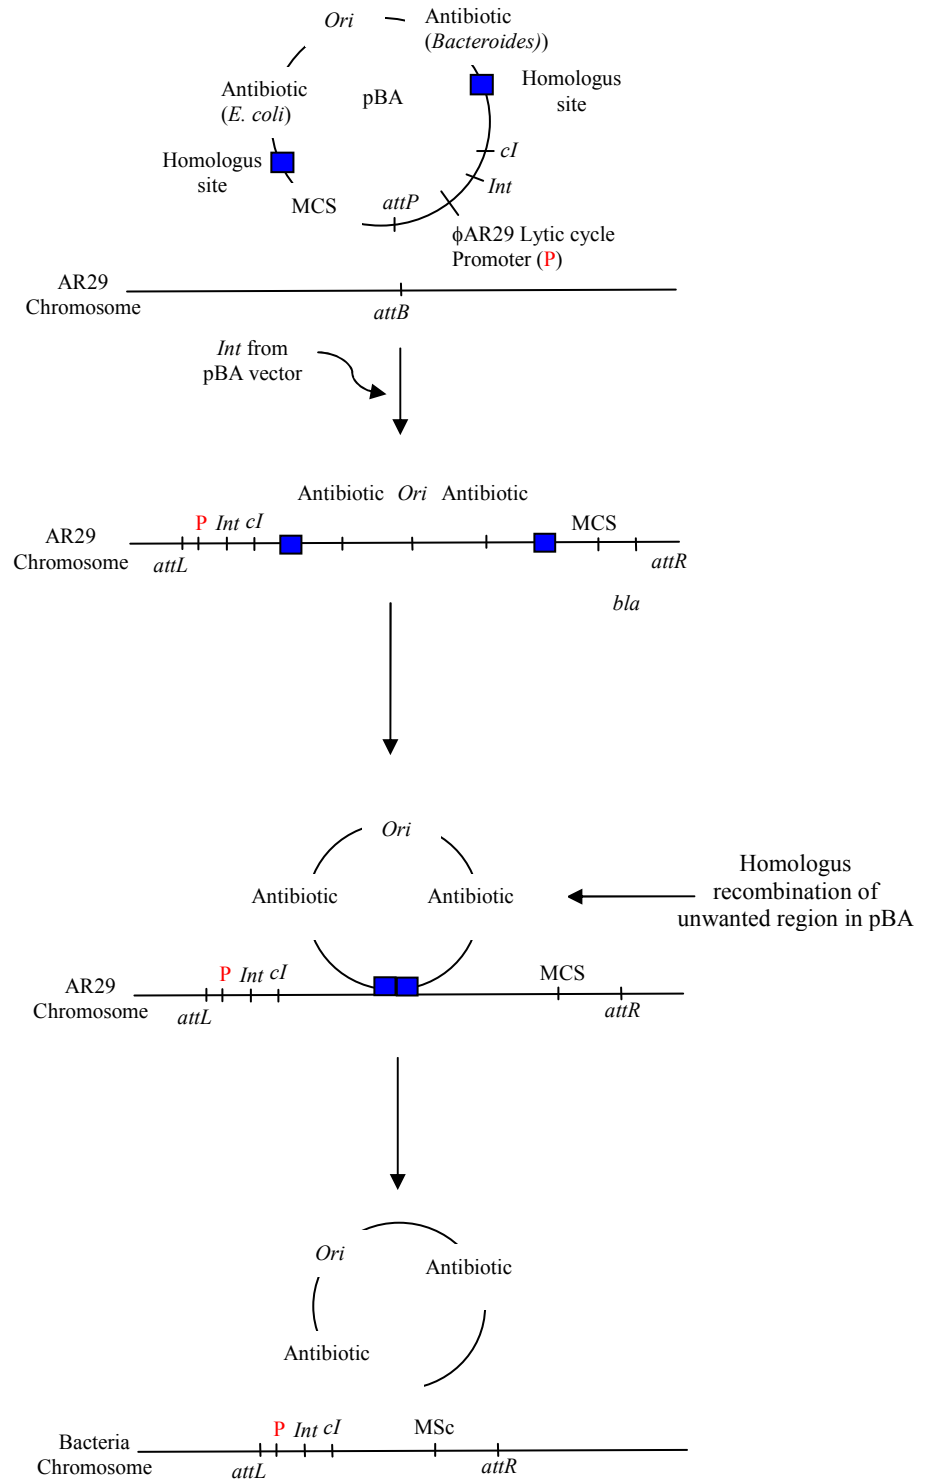 Ori
Antibiotic
(Bacteroides))
Antibiotic
(E. coli)
pBA
Homologus
site
Homologus
site
cI
Int
MCS
attP
ϕAR29 Lytic cycle
Promoter (P)
AR29
Chromosome
attB
Int from
pBA vector
Antibiotic Ori Antibiotic
P Int cI
MCS
AR29
Chromosome
attL
attR
bla
Ori
Antibiotic
Antibiotic
Homologus
recombination of
unwanted region in pBA
P Int cI
MCS
AR29
Chromosome
attL
attR
Ori
Antibiotic
Antibiotic
P Int cI
MSc
Bacteria
Chromosome
attL
attR